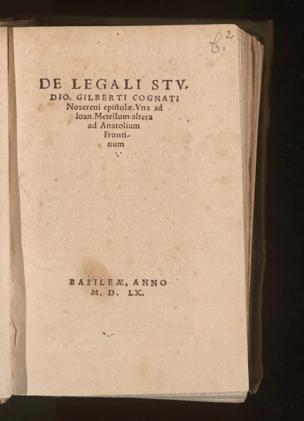 2
DE LEGALI STV-
DIO. GILBERTI COGNATI
Nozereni epistolæ. Vna ad
Ioan. Metellum: altera
ad Anatolium
Fronti-
num
BASILEÆ, ANNO
M. D. LX.